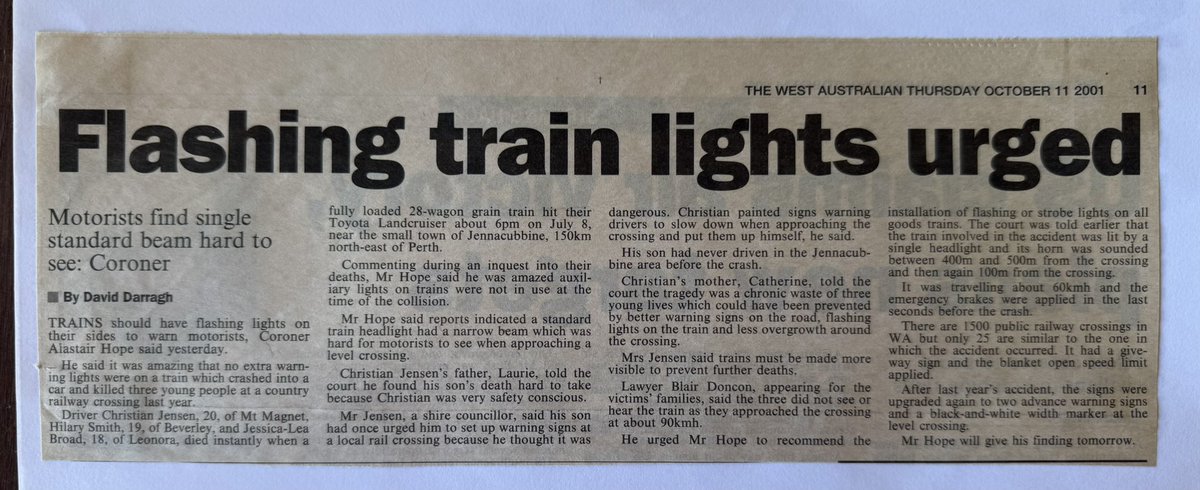 THE WEST AUSTRALIAN THURSDAY OCTOBER 11 2001 11
Flashing train lights urged
Motorists find single
standard beam hard to
see: Coroner
By David Darragh
TRAINS should have flashing lights on
their sides to warn motorists, Coroner
Alastair Hope said yesterday.
He said it was amazing that no extra warn-
ing lights were on a train which crashed into a
car and killed three young people at a country
railway crossing last year.
Driver Christian Jensen, 20, of Mt Magnet,
Hilary Smith, 19, of Beverley, and Jessica-Lea
Broad, 18, of Leonora, died instantly when a
fully loaded 28-wagon grain train hit their
Toyota Landcruiser about 6pm on July 8,
near the small town of Jennacubbine, 150km
north-east of Perth.
Commenting during an inquest into their
deaths, Mr Hope said he was amazed auxil-
iary lights on trains were not in use at the
time of the collision.
Mr Hope said reports indicated a standard
train headlight had a narrow beam which was
hard for motorists to see when approaching a
level crossing.
Christian Jensen's father, Laurie, told the
court he found his son's death hard to take
because Christian was very safety conscious.
Mr Jensen, a shire councillor, said his son
had once urged him to set up warning signs at
a local rail crossing because he thought it was
dangerous. Christian painted signs warning
drivers to slow down when approaching the
crossing and put them up himself, he said.
His son had never driven in the Jennacub-
bine area before the crash.
Christian's mother, Catherine, told the
court the tragedy was a chronic waste of three
young lives which could have been prevented
by better warning signs on the road, flashing
lights on the train and less overgrowth around
the crossing.
Mrs Jensen said trains must be made more
visible to prevent further deaths.
Lawyer Blair Doncon, appearing for the
victims' families, said the three did not see or
hear the train as they approached the crossing
at about 90kmh.
He urged Mr Hope to recommend the
installation of flashing or strobe lights on all
goods trains. The court was told earlier that
the train involved in the accident was lit by a
single headlight and its horn was sounded
between 400m and 500m from the crossing
and then again 100m from the crossing.
It was travelling about 60kmh and the
emergency brakes were applied in the last
seconds before the crash.
There are 1500 public railway crossings in
WA but only 25 are similar to the one in
which the accident occurred. It had a give-
way sign and the blanket open speed limit
applied.
After last year's accident, the signs were
upgraded again to two advance warning signs
and a black-and-white width marker at the
level crossing.
Mr Hope will give his finding tomorrow.